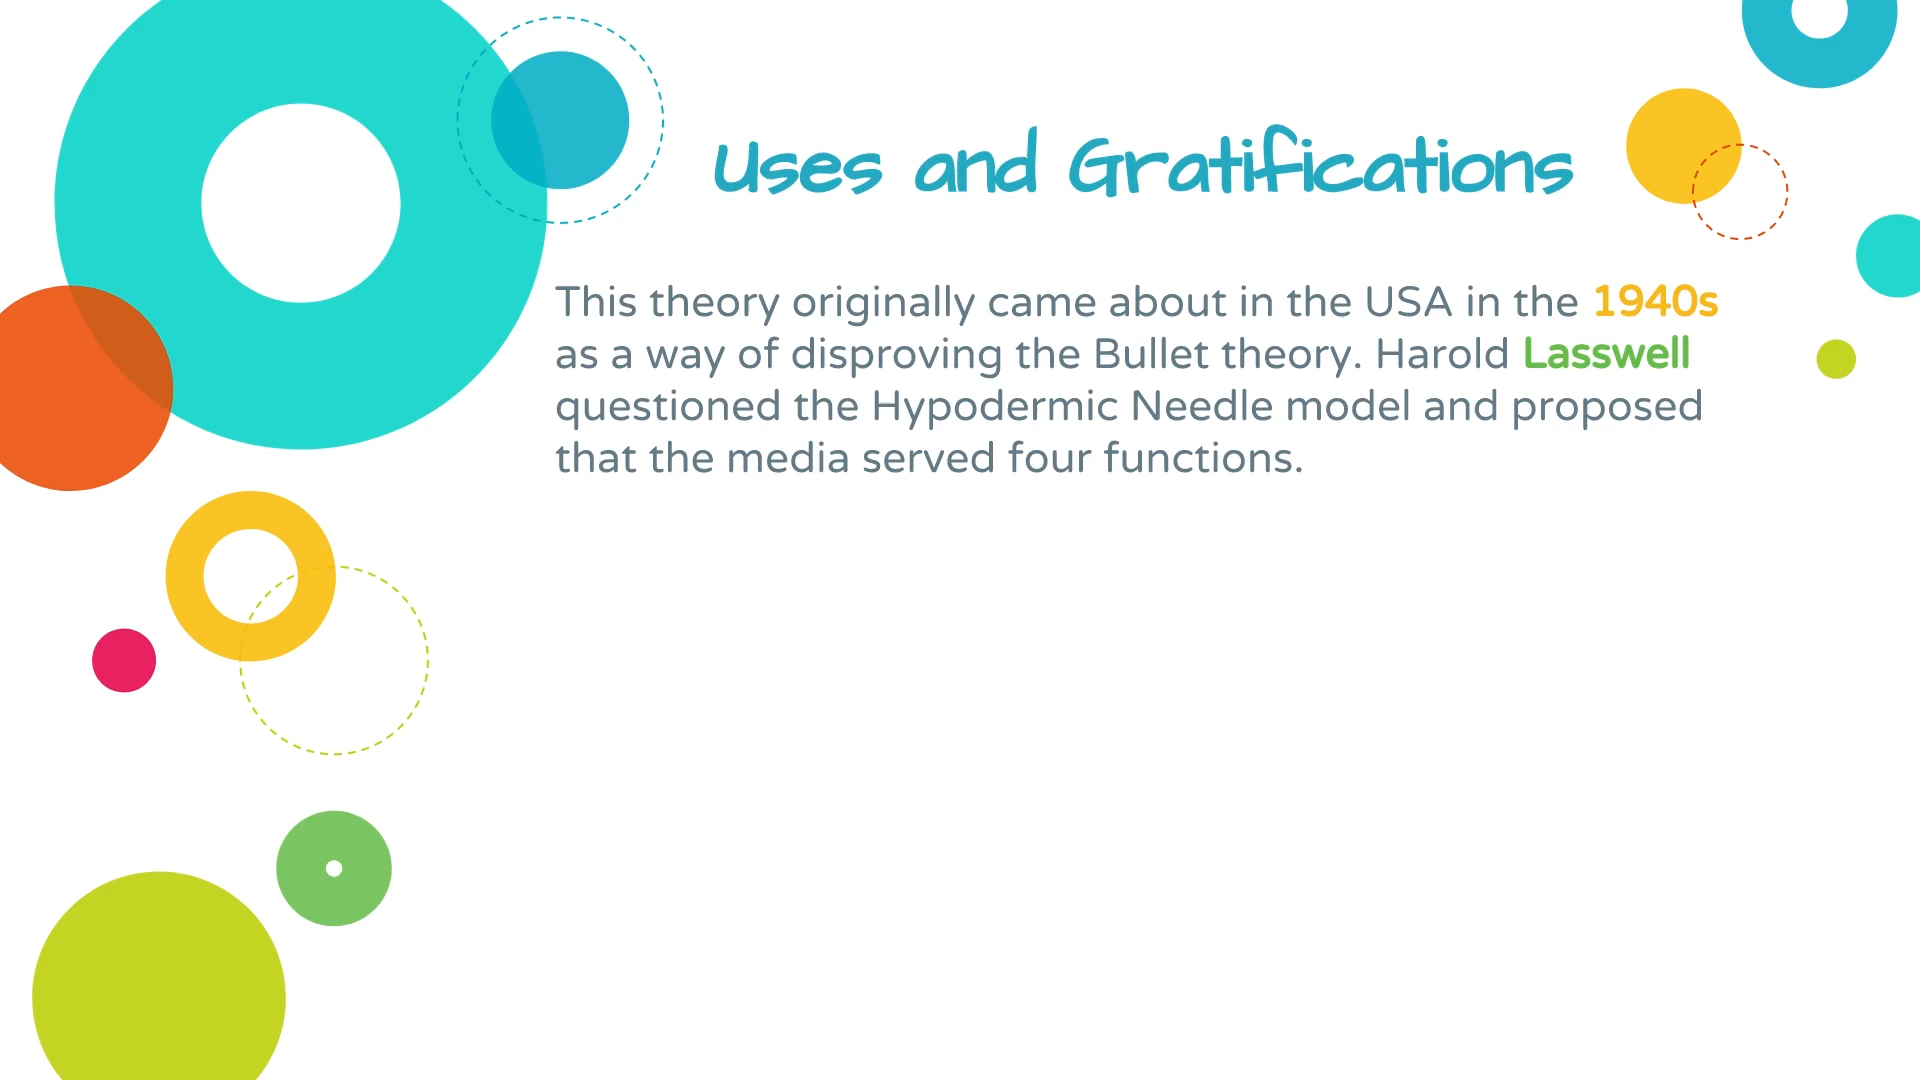 Uses and Gratifications
This theory originally came about in the USA in the 1940s
as a way of disproving the Bullet theory. Harold Lasswell
questioned the Hypodermic Needle model and proposed
that the media served four functions.